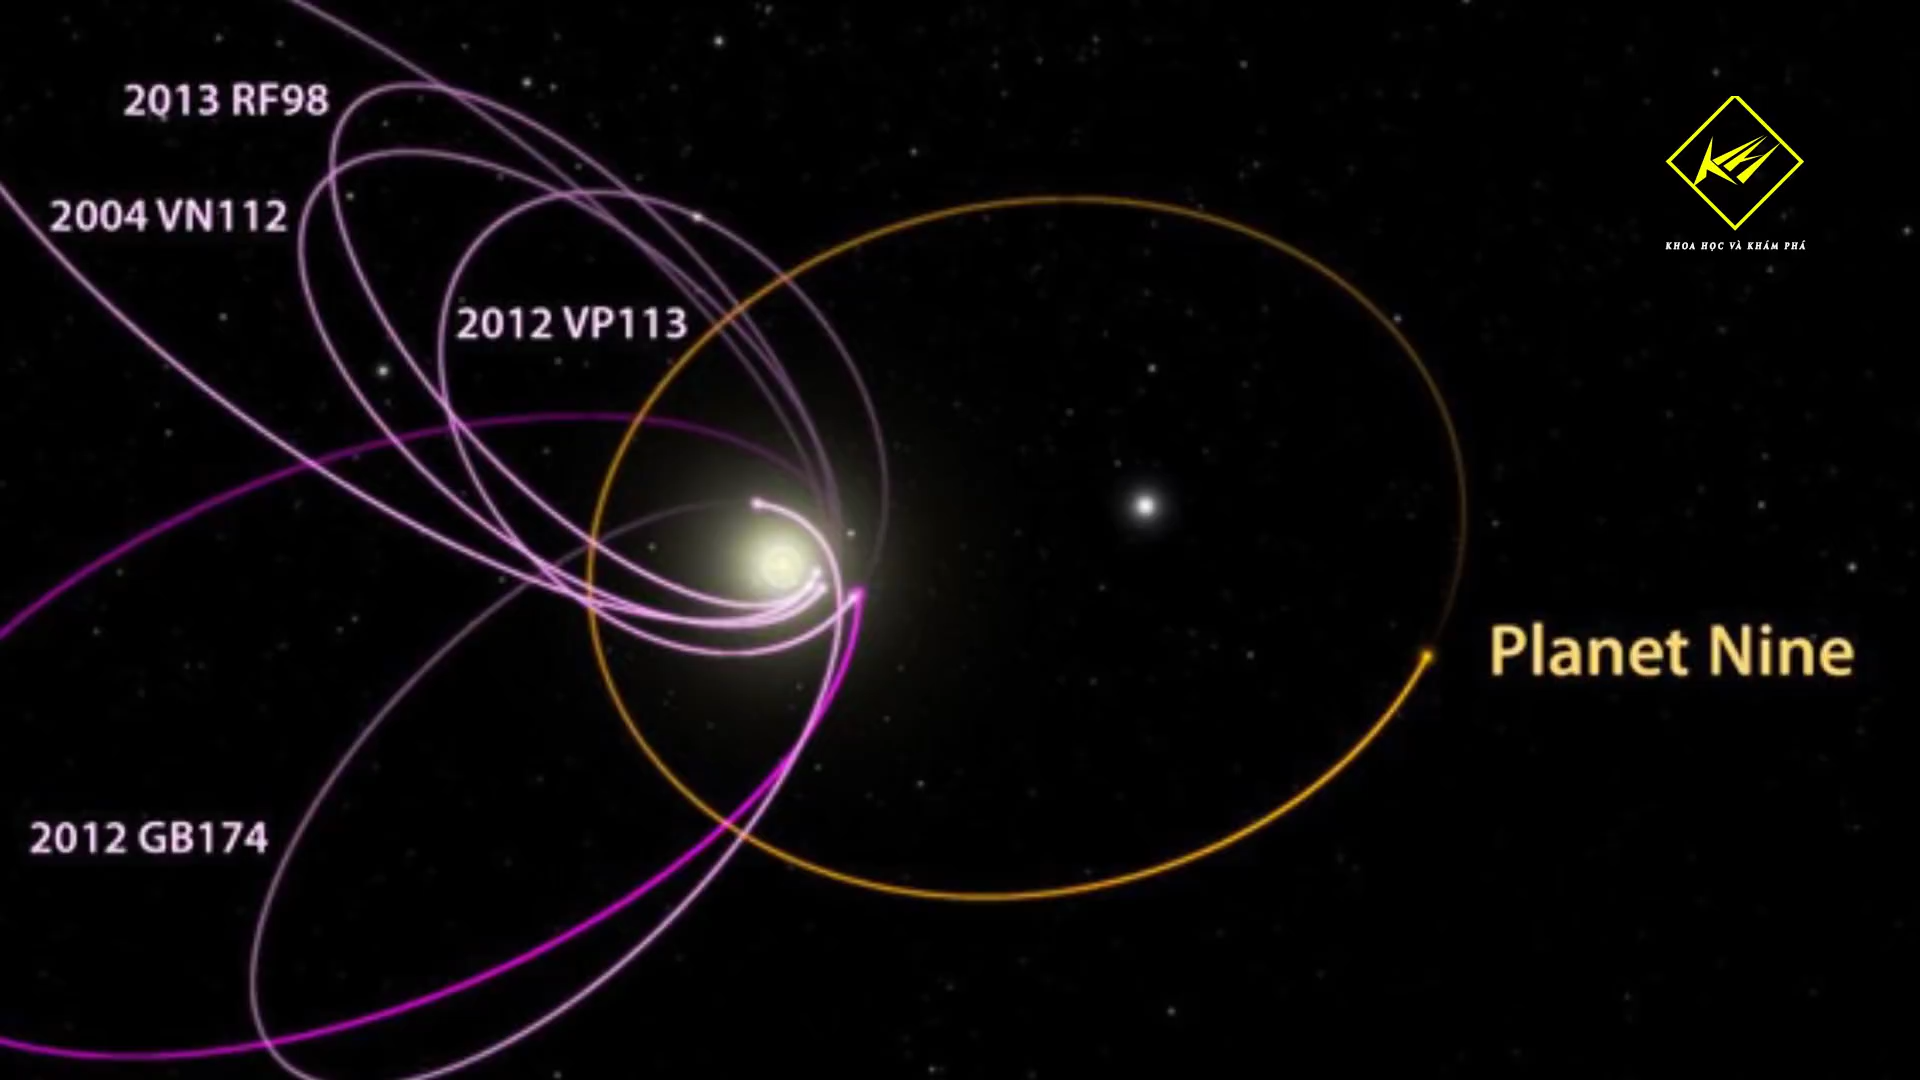 2013 RF98
2004 VN112
2012 VP113
KHOA HỌC VÀ KHÁM PHÁ
Planet Nine
2012 GB174